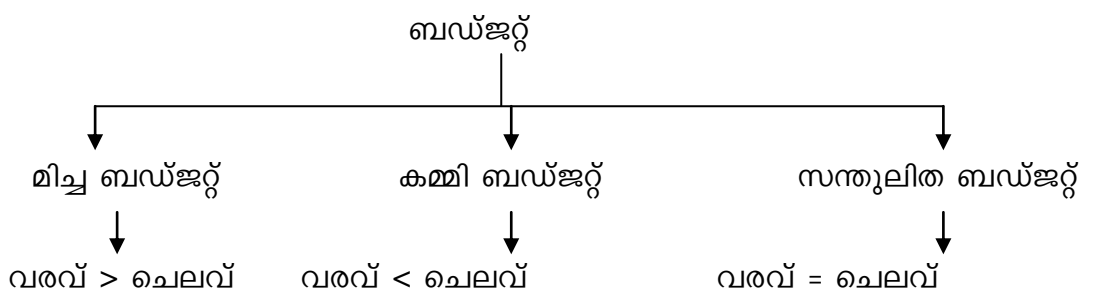 ബഡ്ജറ്റ്
മിച്ച ബഡ്ജറ്റ് കമ്മി ബഡ്ജറ്റ് സന്തുലിത ബഡ്ജറ്റ്
വരവ് > ചെലവ് വരവ് < ചെലവ് വരവ് = ചെലവ്